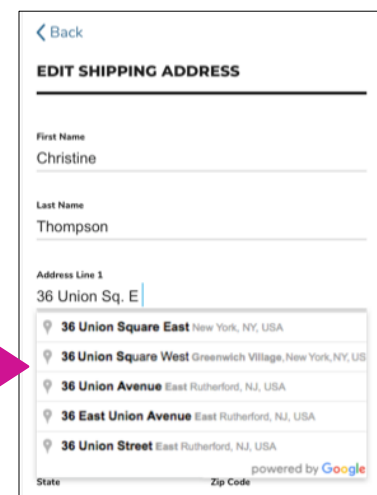 Back
EDIT SHIPPING ADDRESS
First Name
Christine
Last Name
Thompson
Address Line 1
36 Union Sq. E
36 Union Square East New York, NY, USA
36 Union Square West Greenwich Village, New York, NY, US
36 Union Avenue East Rutherford, NJ, USA
36 East Union Avenue East Rutherford, NJ, USA
36 Union Street East Rutherford, NJ, USA
powered by Google
State Zip Code